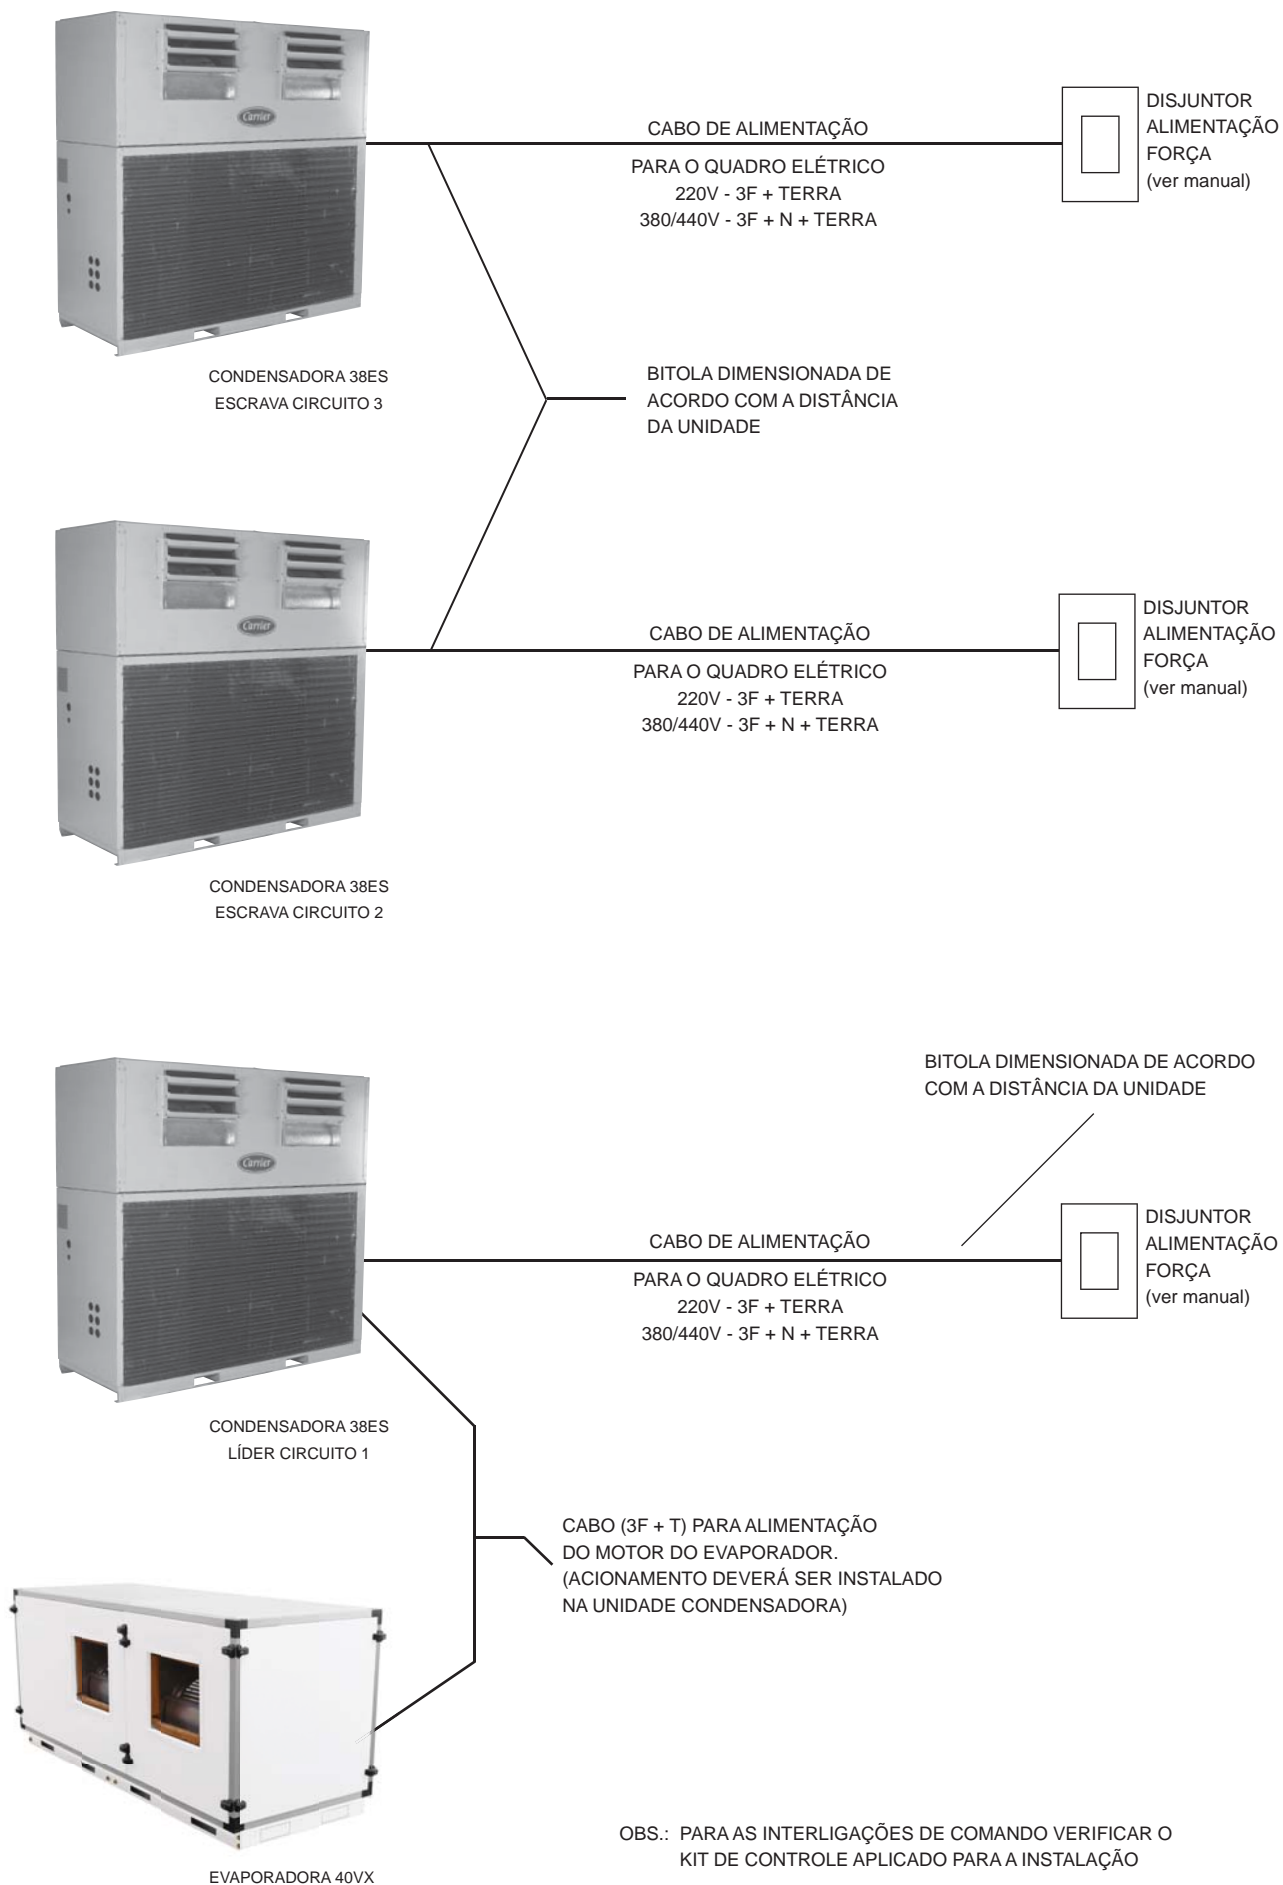 Carrier
CABO DE ALIMENTAÇÃO
PARA O QUADRO ELÉTRICO
220V - 3F + TERRA
380/440V - 3F + N + TERRA
DISJUNTOR
ALIMENTAÇÃO
FORÇA
(ver manual)
CONDENSADORA 38ES
ESCRAVA CIRCUITO 3
BITOLA DIMENSIONADA DE
ACORDO COM A DISTÂNCIA
DA UNIDADE
Carrier
CABO DE ALIMENTAÇÃO
PARA O QUADRO ELÉTRICO
220V - 3F + TERRA
380/440V - 3F + N + TERRA
DISJUNTOR
ALIMENTAÇÃO
FORÇA
(ver manual)
CONDENSADORA 38ES
ESCRAVA CIRCUITO 2
BITOLA DIMENSIONADA DE ACORDO
COM A DISTÂNCIA DA UNIDADE
Carrier
CABO DE ALIMENTAÇÃO
PARA O QUADRO ELÉTRICO
220V - 3F + TERRA
380/440V - 3F + N + TERRA
DISJUNTOR
ALIMENTAÇÃO
FORÇA
(ver manual)
CONDENSADORA 38ES
LÍDER CIRCUITO 1
CABO (3F + T) PARA ALIMENTAÇÃO
DO MOTOR DO EVAPORADOR.
(ACIONAMENTO DEVERÁ SER INSTALADO
NA UNIDADE CONDENSADORA)
EVAPORADORA 40VX
OBS.: PARA AS INTERLIGAÇÕES DE COMANDO VERIFICAR O
KIT DE CONTROLE APLICADO PARA A INSTALAÇÃO